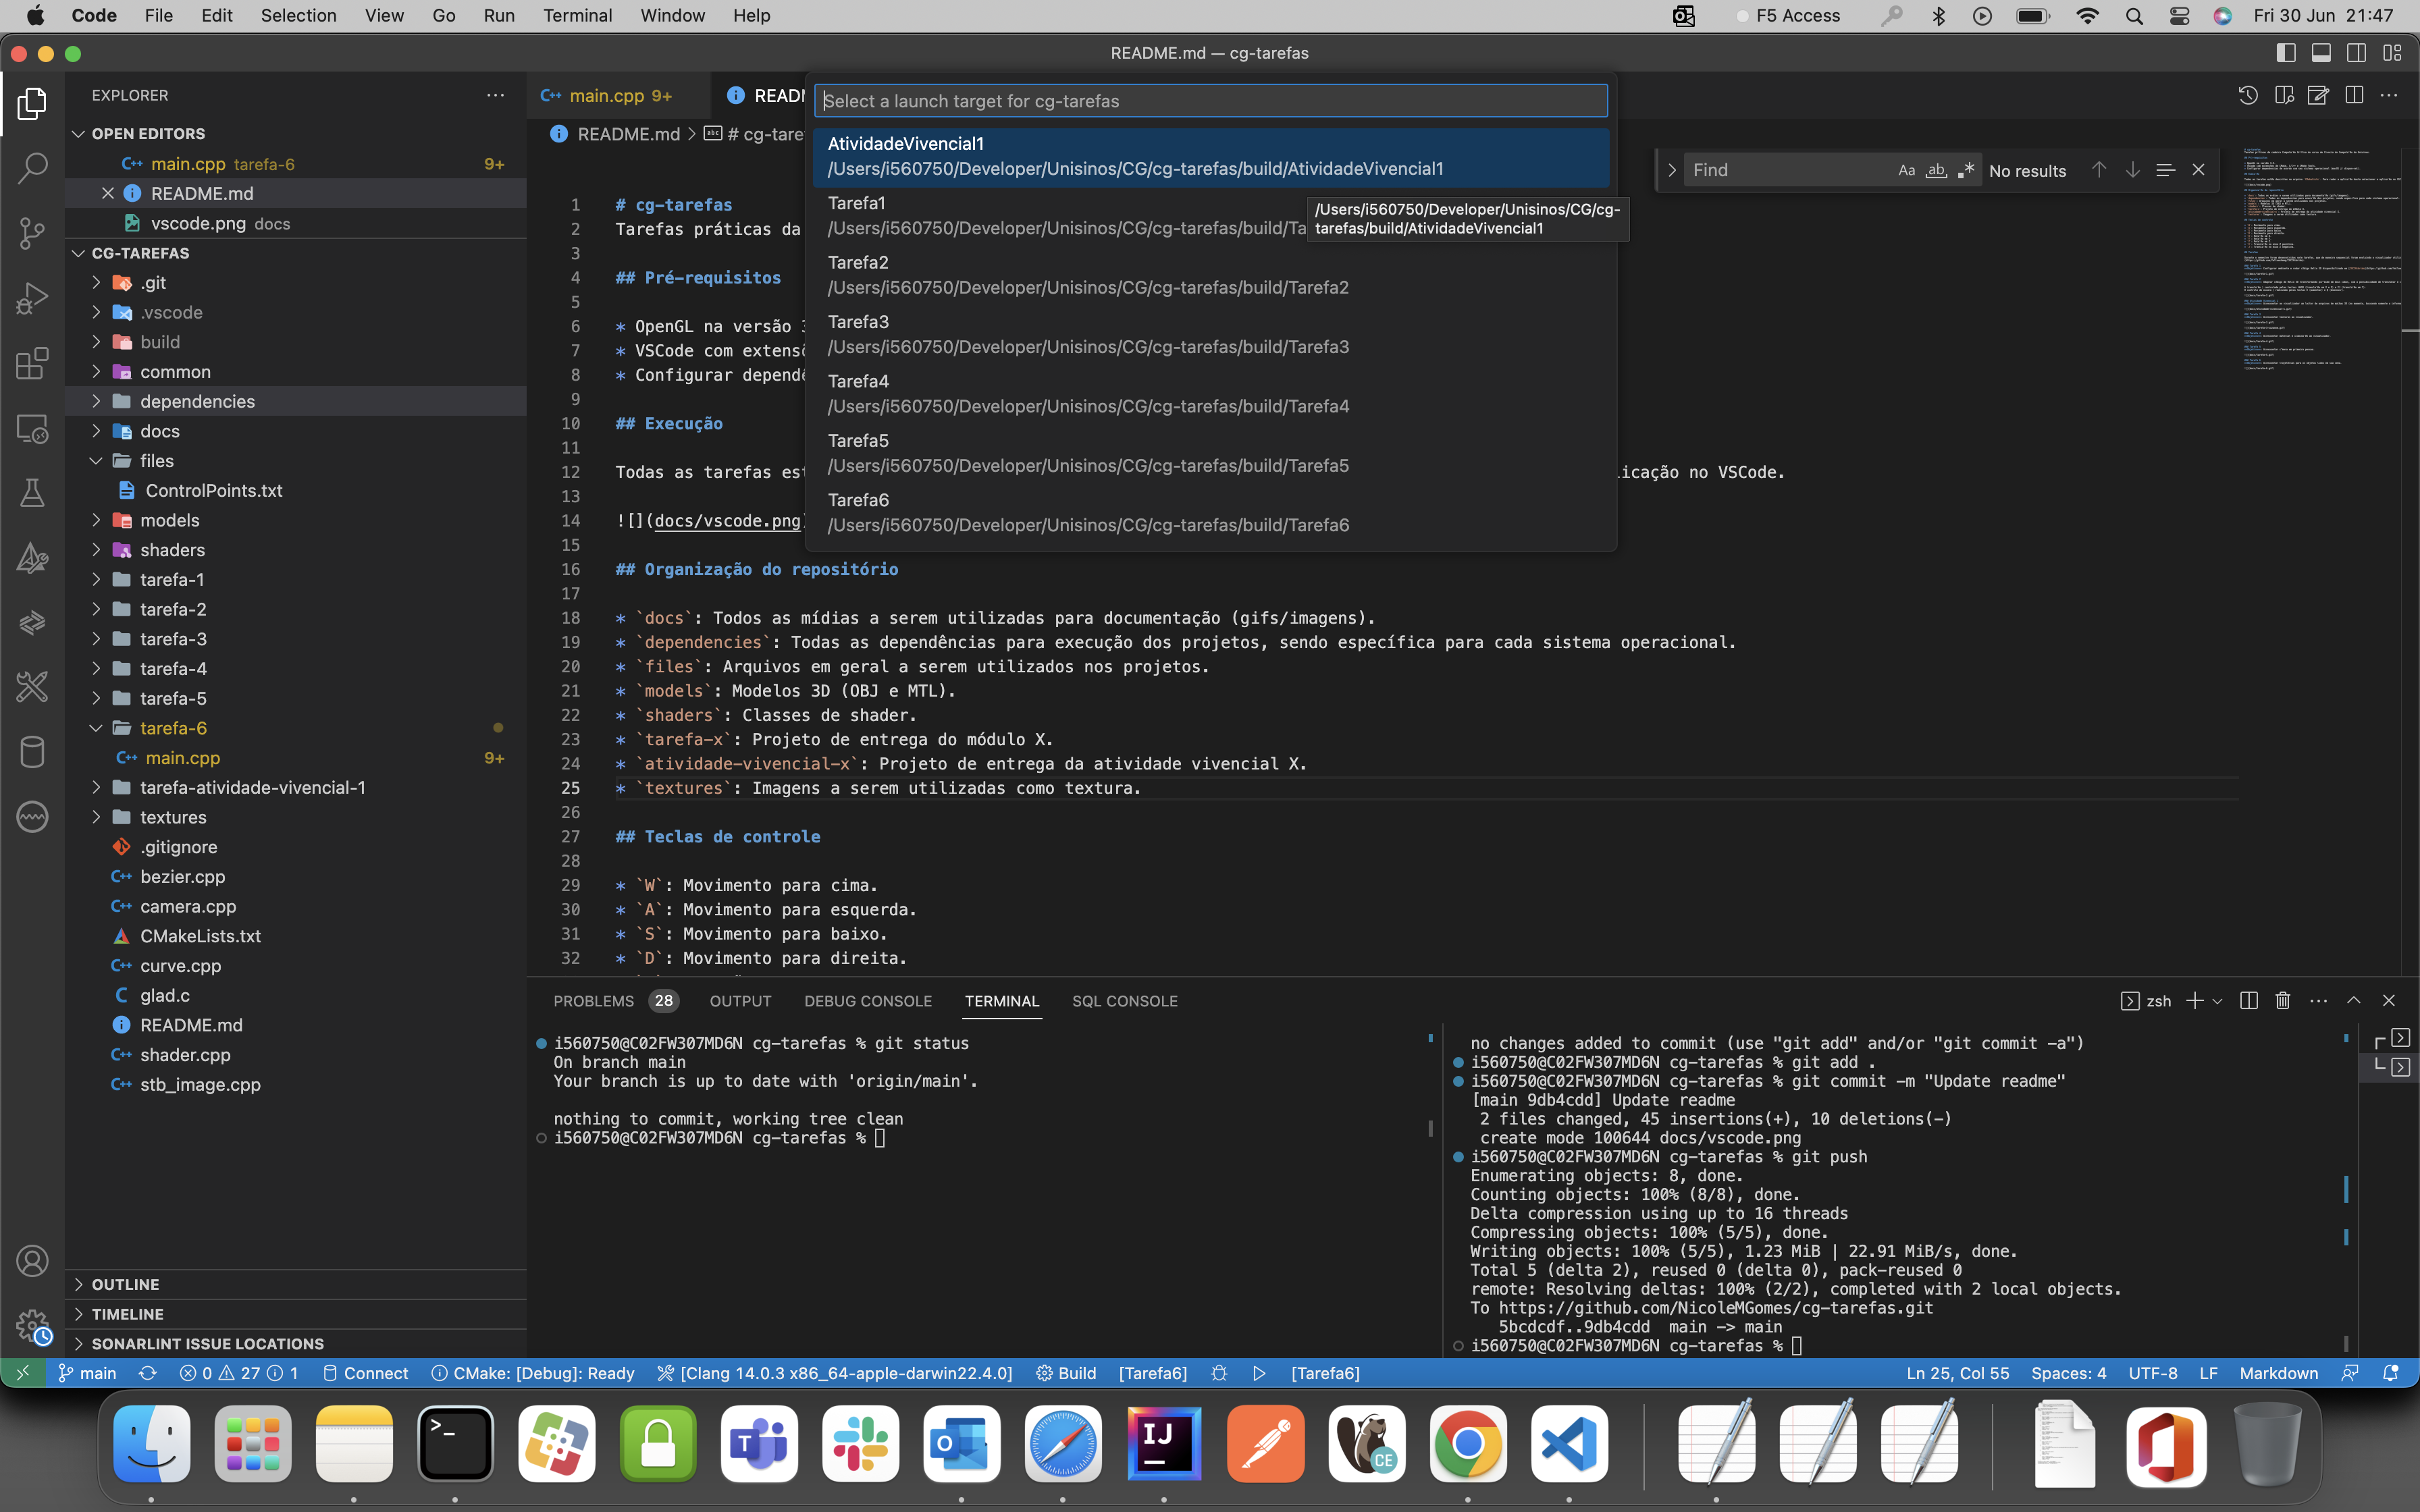 Code File Edit Selection View Go Run Terminal Window Help
F5 Access
Fri 30 Jun 21:47
README.md — cg-tarefas
EXPLORER
OPEN EDITORS
main.cpp tarefa-6 9+
README.md
vscode.png docs
CG-TAREFAS
.git
.vscode
build
common
dependencies
docs
files
ControlPoints.txt
models
shaders
tarefa-1
tarefa-2
tarefa-3
tarefa-4
tarefa-5
tarefa-6
main.cpp 9+
tarefa-atividade-vivencial-1
textures
.gitignore
bezier.cpp
camera.cpp
CMakeLists.txt
curve.cpp
glad.c
README.md
shader.cpp
stb_image.cpp
OUTLINE
TIMELINE
SONARLINT ISSUE LOCATIONS
main.cpp 9+
README.md > # cg-tare
Select a launch target for cg-tarefas
AtividadeVivencial1
/Users/i560750/Developer/Unisinos/CG/cg-tarefas/build/AtividadeVivencial1
Tarefa1
/Users/i560750/Developer/Unisinos/CG/cg-tarefas/build/Ta
/Users/i560750/Developer/Unisinos/CG/cg-
tarefas/build/AtividadeVivencial1
Tarefa2
/Users/i560750/Developer/Unisinos/CG/cg-tarefas/build/Tarefa2
Tarefa3
/Users/i560750/Developer/Unisinos/CG/cg-tarefas/build/Tarefa3
Tarefa4
/Users/i560750/Developer/Unisinos/CG/cg-tarefas/build/Tarefa4
Tarefa5
/Users/i560750/Developer/Unisinos/CG/cg-tarefas/build/Tarefa5
Tarefa6
/Users/i560750/Developer/Unisinos/CG/cg-tarefas/build/Tarefa6
Find Aa ab .* No results
1 # cg-tarefas
2 Tarefas práticas da
3
4 ## Pré-requisitos
5
6 * OpenGL na versão 3
7 * VSCode com extensõ
8 * Configurar dependê
9
10 ## Execução
11
12 Todas as tarefas est licação no VSCode.
13
14 ![](docs/vscode.png)
15
16 ## Organização do repositório
17
18 * `docs`: Todos as mídias a serem utilizadas para documentação (gifs/imagens).
19 * `dependencies`: Todas as dependências para execução dos projetos, sendo específica para cada sistema operacional.
20 * `files`: Arquivos em geral a serem utilizados nos projetos.
21 * `models`: Modelos 3D (OBJ e MTL).
22 * `shaders`: Classes de shader.
23 * `tarefa-x`: Projeto de entrega do módulo X.
24 * `atividade-vivencial-x`: Projeto de entrega da atividade vivencial X.
25 * `textures`: Imagens a serem utilizadas como textura.
26
27 ## Teclas de controle
28
29 * `W`: Movimento para cima.
30 * `A`: Movimento para esquerda.
31 * `S`: Movimento para baixo.
32 * `D`: Movimento para direita.
PROBLEMS 28 OUTPUT DEBUG CONSOLE TERMINAL SQL CONSOLE
zsh
i560750@C02FW307MD6N cg-tarefas % git status
On branch main
Your branch is up to date with 'origin/main'.
nothing to commit, working tree clean
i560750@C02FW307MD6N cg-tarefas %
no changes added to commit (use "git add" and/or "git commit -a")
i560750@C02FW307MD6N cg-tarefas % git add .
i560750@C02FW307MD6N cg-tarefas % git commit -m "Update readme"
[main 9db4cdd] Update readme
2 files changed, 45 insertions(+), 10 deletions(-)
create mode 100644 docs/vscode.png
i560750@C02FW307MD6N cg-tarefas % git push
Enumerating objects: 8, done.
Counting objects: 100% (8/8), done.
Delta compression using up to 16 threads
Compressing objects: 100% (5/5), done.
Writing objects: 100% (5/5), 1.23 MiB | 22.91 MiB/s, done.
Total 5 (delta 2), reused 0 (delta 0), pack-reused 0
remote: Resolving deltas: 100% (2/2), completed with 2 local objects.
To https://github.com/NicoleMGomes/cg-tarefas.git
5bcdcdf..9db4cdd main -> main
i560750@C02FW307MD6N cg-tarefas %
main 0 27 1 Connect CMake: [Debug]: Ready [Clang 14.0.3 x86_64-apple-darwin22.4.0] Build [Tarefa6] [Tarefa6]
Ln 25, Col 55 Spaces: 4 UTF-8 LF Markdown
IJ
CE